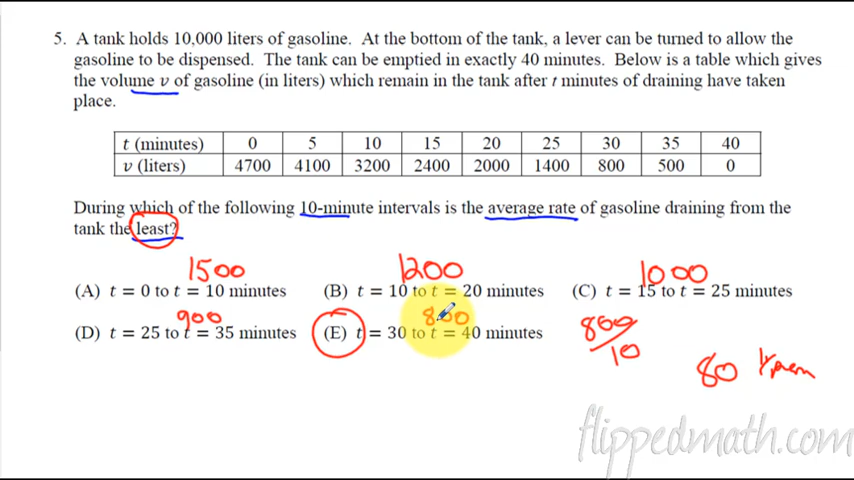 5. A tank holds 10,000 liters of gasoline. At the bottom of the tank, a lever can be turned to allow the
gasoline to be dispensed. The tank can be emptied in exactly 40 minutes. Below is a table which gives
the volume v of gasoline (in liters) which remain in the tank after t minutes of draining have taken
place.
t (minutes) 0 5 10 15 20 25 30 35 40
v (liters) 4700 4100 3200 2400 2000 1400 800 500 0
During which of the following 10-minute intervals is the average rate of gasoline draining from the
tank the least?
1500 1200 1000
(A) t = 0 to t = 10 minutes (B) t = 10 to t = 20 minutes (C) t = 15 to t = 25 minutes
900 800
(D) t = 25 to t = 35 minutes (E) t = 30 to t = 40 minutes
800/10
80
flippedmath.com